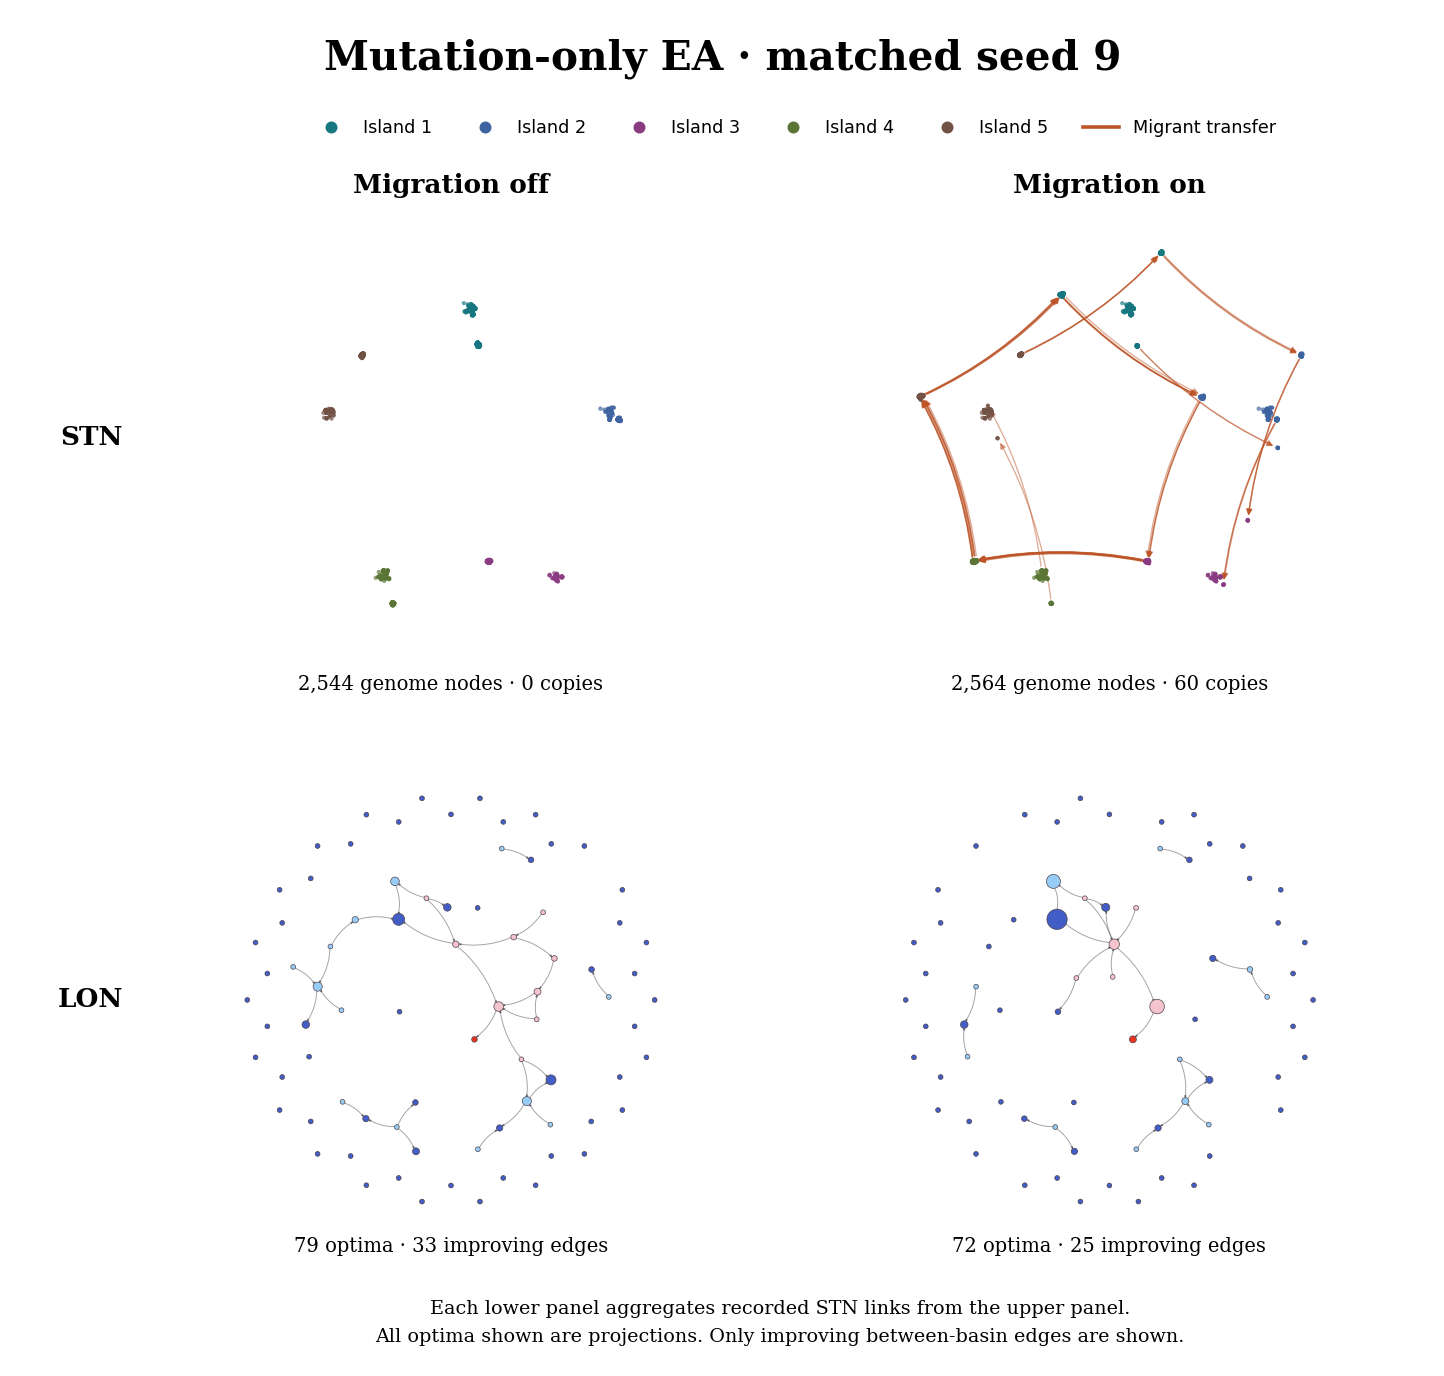 Mutation-only EA · matched seed 9
Island 1 Island 2 Island 3 Island 4 Island 5 Migrant transfer
Migration off Migration on
STN
2,544 genome nodes · 0 copies 2,564 genome nodes · 60 copies
LON
79 optima · 33 improving edges 72 optima · 25 improving edges
Each lower panel aggregates recorded STN links from the upper panel.
All optima shown are projections. Only improving between-basin edges are shown.